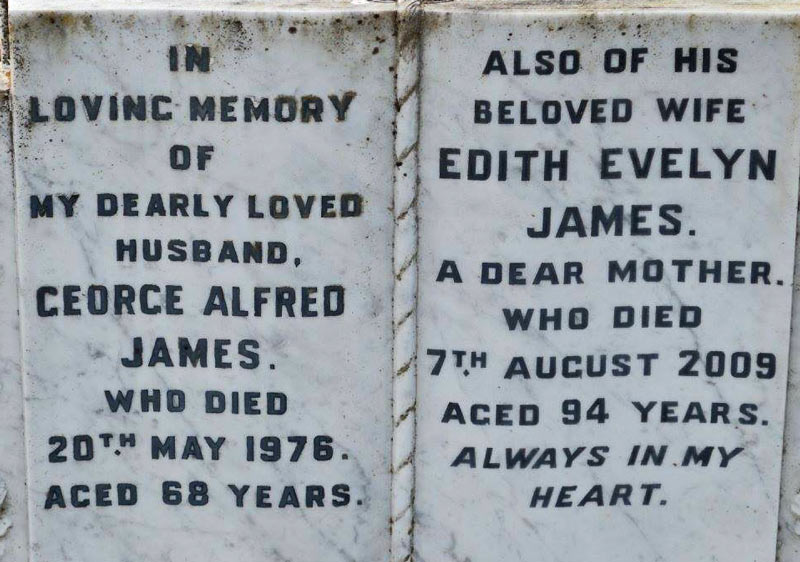 IN
LOVING MEMORY
OF
MY DEARLY LOVED
HUSBAND,
GEORGE ALFRED
JAMES.
WHO DIED
20TH MAY 1976.
AGED 68 YEARS.
ALSO OF HIS
BELOVED WIFE
EDITH EVELYN
JAMES.
A DEAR MOTHER.
WHO DIED
7TH AUGUST 2009
AGED 94 YEARS.
ALWAYS IN MY
HEART.